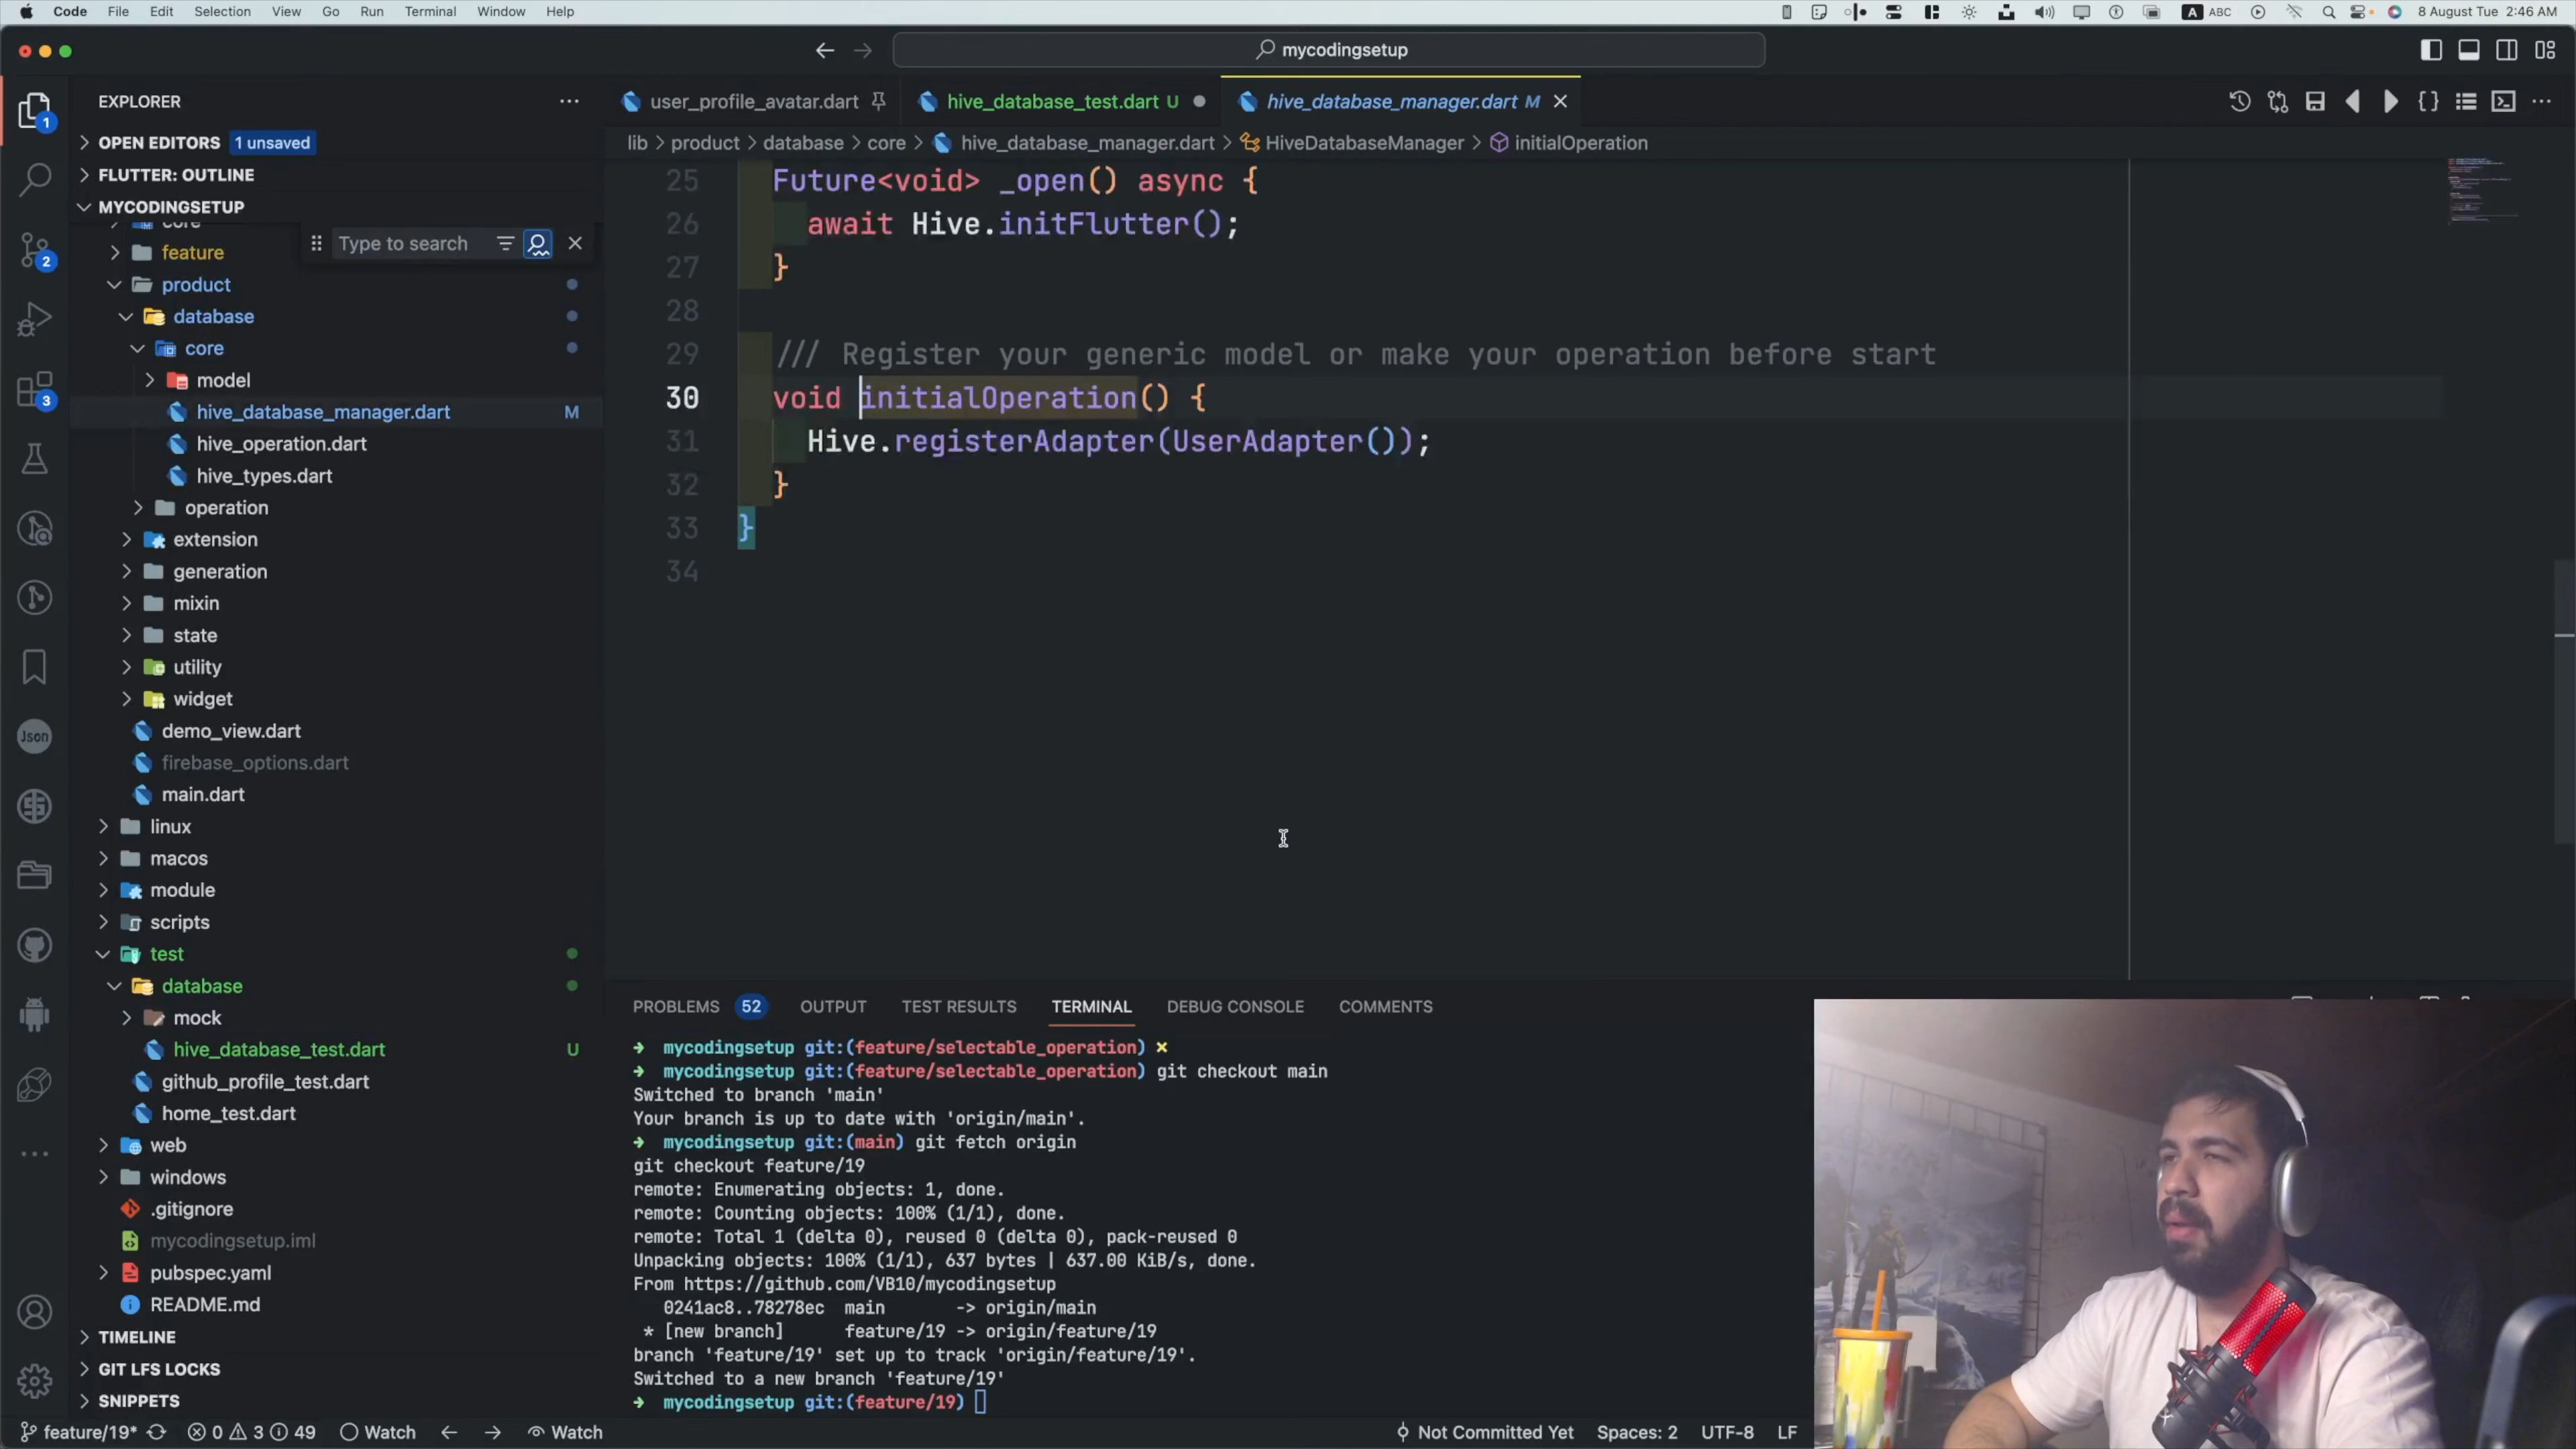 Code File Edit Selection View Go Run Terminal Window Help
A ABC 8 August Tue 2:46 AM
mycodingsetup
EXPLORER
OPEN EDITORS 1 unsaved
FLUTTER: OUTLINE
MYCODINGSETUP
core
Type to search
feature
product
database
core
model
hive_database_manager.dart M
hive_operation.dart
hive_types.dart
operation
extension
generation
mixin
state
utility
widget
demo_view.dart
firebase_options.dart
main.dart
linux
macos
module
scripts
test
database
mock
hive_database_test.dart U
github_profile_test.dart
home_test.dart
web
windows
.gitignore
mycodingsetup.iml
pubspec.yaml
README.md
TIMELINE
GIT LFS LOCKS
SNIPPETS
1
2
3
Json
user_profile_avatar.dart hive_database_test.dart U hive_database_manager.dart M
lib > product > database > core > hive_database_manager.dart > HiveDatabaseManager > initialOperation
25 Future<void> _open() async {
26 await Hive.initFlutter();
27 }
28
29 /// Register your generic model or make your operation before start
30 void initialOperation() {
31 Hive.registerAdapter(UserAdapter());
32 }
33 }
34
PROBLEMS 52 OUTPUT TEST RESULTS TERMINAL DEBUG CONSOLE COMMENTS
➜ mycodingsetup git:(feature/selectable_operation) ✗
➜ mycodingsetup git:(feature/selectable_operation) git checkout main
Switched to branch 'main'
Your branch is up to date with 'origin/main'.
➜ mycodingsetup git:(main) git fetch origin
git checkout feature/19
remote: Enumerating objects: 1, done.
remote: Counting objects: 100% (1/1), done.
remote: Total 1 (delta 0), reused 0 (delta 0), pack-reused 0
Unpacking objects: 100% (1/1), 637 bytes | 637.00 KiB/s, done.
From https://github.com/VB10/mycodingsetup
0241ac8..78278ec main -> origin/main
* [new branch] feature/19 -> origin/feature/19
branch 'feature/19' set up to track 'origin/feature/19'.
Switched to a new branch 'feature/19'
➜ mycodingsetup git:(feature/19)
feature/19* 0 3 49 Watch Watch Not Committed Yet Spaces: 2 UTF-8 LF